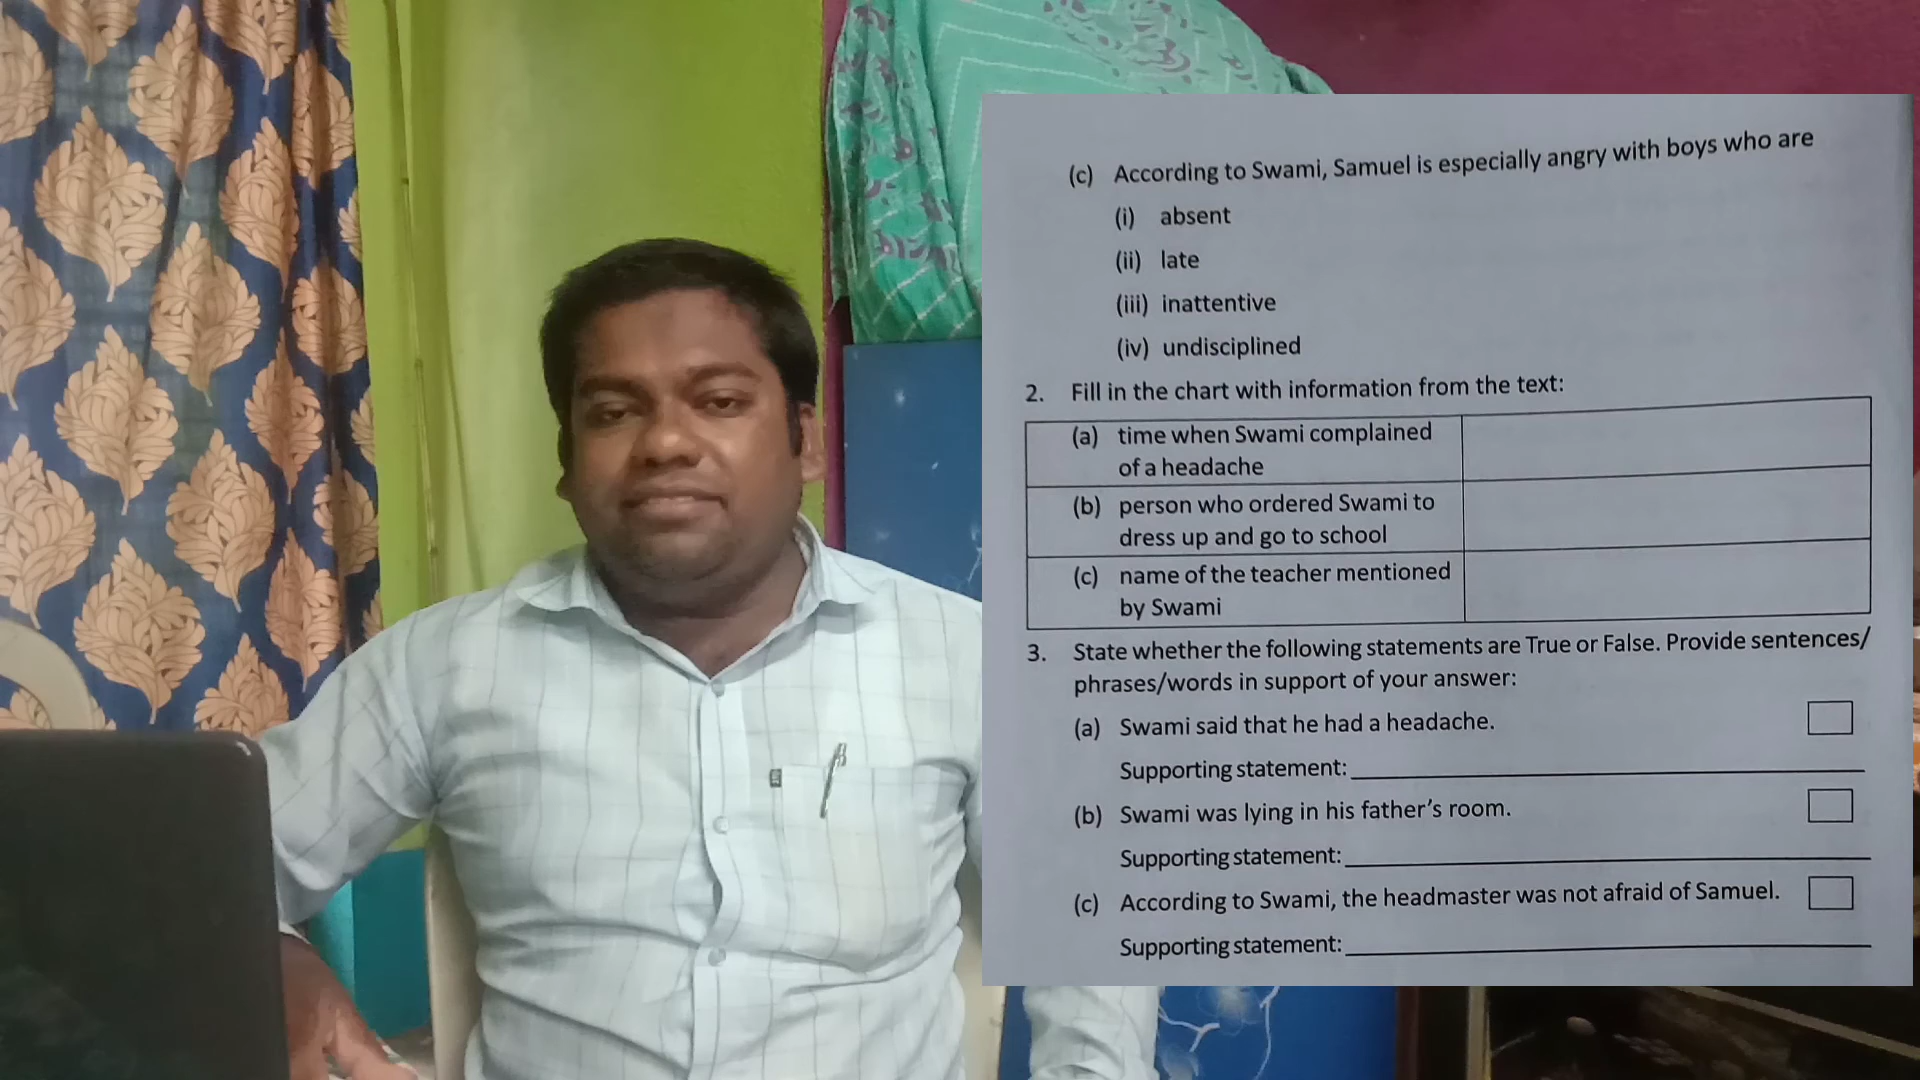 (c) According to Swami, Samuel is especially angry with boys who are
(i) absent
(ii) late
(iii) inattentive
(iv) undisciplined
2. Fill in the chart with information from the text:
(a) time when Swami complained
of a headache
(b) person who ordered Swami to
dress up and go to school
(c) name of the teacher mentioned
by Swami
3. State whether the following statements are True or False. Provide sentences/
phrases/words in support of your answer:
(a) Swami said that he had a headache.
Supporting statement:
(b) Swami was lying in his father's room.
Supporting statement:
(c) According to Swami, the headmaster was not afraid of Samuel.
Supporting statement: